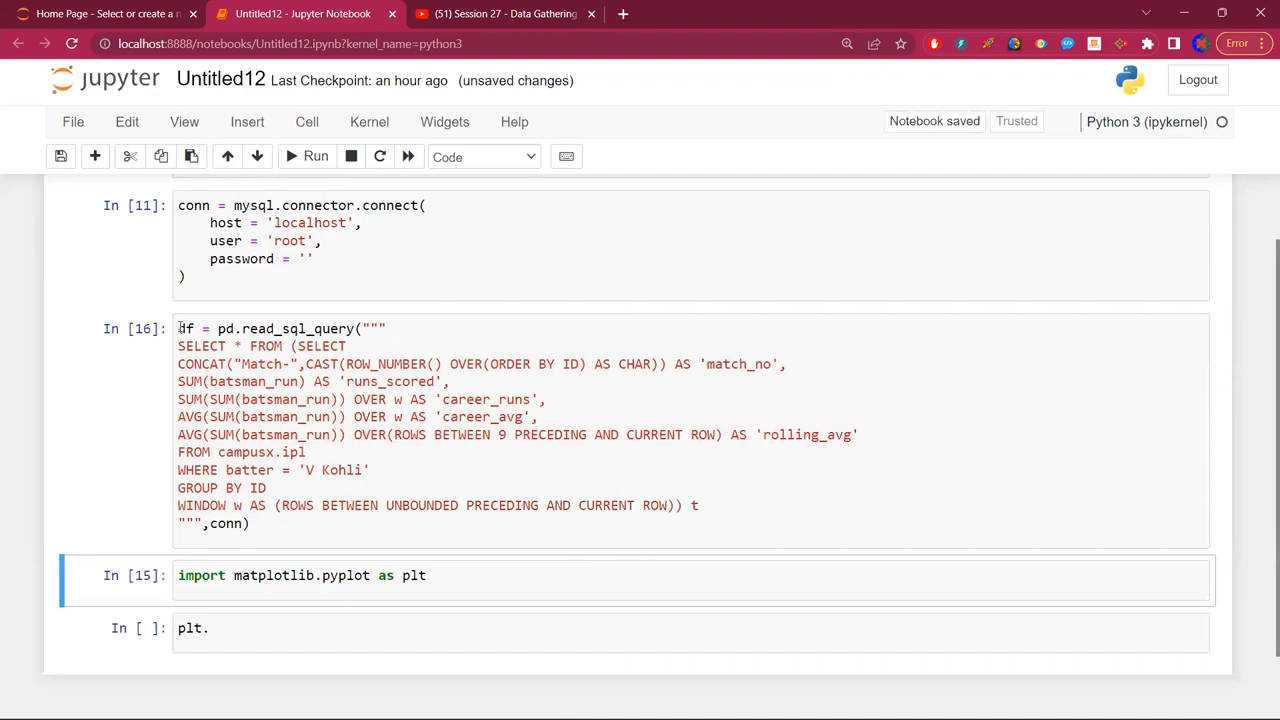 Home Page - Select or create a n
Untitled12 - Jupyter Notebook
(51) Session 27 - Data Gathering
localhost:8888/notebooks/Untitled12.ipynb?kernel_name=python3
Error
jupyter Untitled12 Last Checkpoint: an hour ago (unsaved changes)
Logout
File Edit View Insert Cell Kernel Widgets Help
Notebook saved Trusted Python 3 (ipykernel)
Run Code
In [11]: conn = mysql.connector.connect(
host = 'localhost',
user = 'root',
password = ''
)
In [16]: df = pd.read_sql_query("""
SELECT * FROM (SELECT
CONCAT("Match-",CAST(ROW_NUMBER() OVER(ORDER BY ID) AS CHAR)) AS 'match_no',
SUM(batsman_run) AS 'runs_scored',
SUM(SUM(batsman_run)) OVER w AS 'career_runs',
AVG(SUM(batsman_run)) OVER w AS 'career_avg',
AVG(SUM(batsman_run)) OVER(ROWS BETWEEN 9 PRECEDING AND CURRENT ROW) AS 'rolling_avg'
FROM campusx.ipl
WHERE batter = 'V Kohli'
GROUP BY ID
WINDOW w AS (ROWS BETWEEN UNBOUNDED PRECEDING AND CURRENT ROW)) t
""",conn)
In [15]: import matplotlib.pyplot as plt
In [ ]: plt.